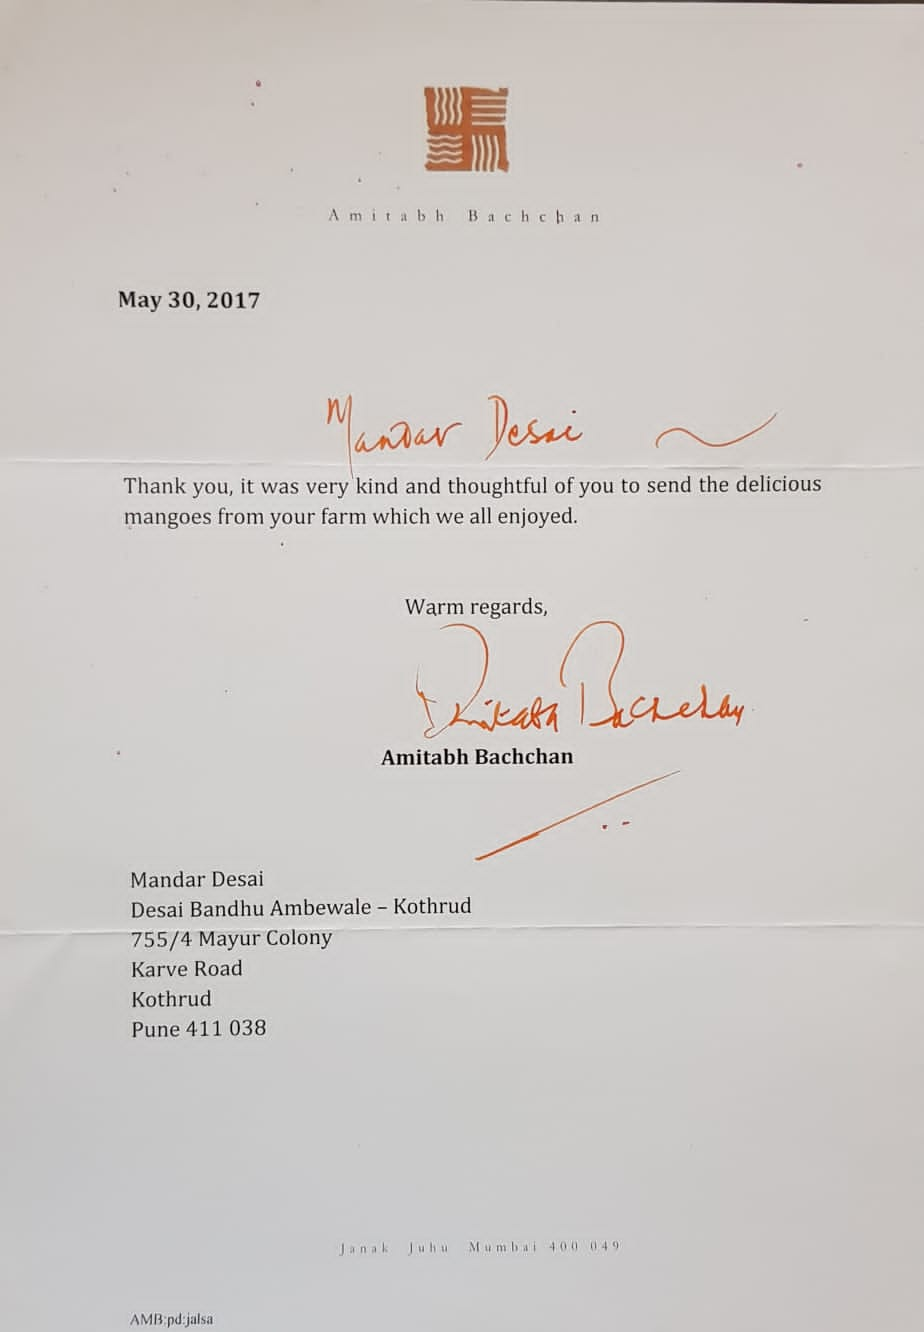 Amitabh Bachchan
May 30, 2017
Mandar Desai
Thank you, it was very kind and thoughtful of you to send the delicious
mangoes from your farm which we all enjoyed.
Warm regards,
Amitabh Bachchan
Amitabh Bachchan
Mandar Desai
Desai Bandhu Ambewale – Kothrud
755/4 Mayur Colony
Karve Road
Kothrud
Pune 411 038
Janak Juhu Mumbai 400 049
AMB:pd:jalsa